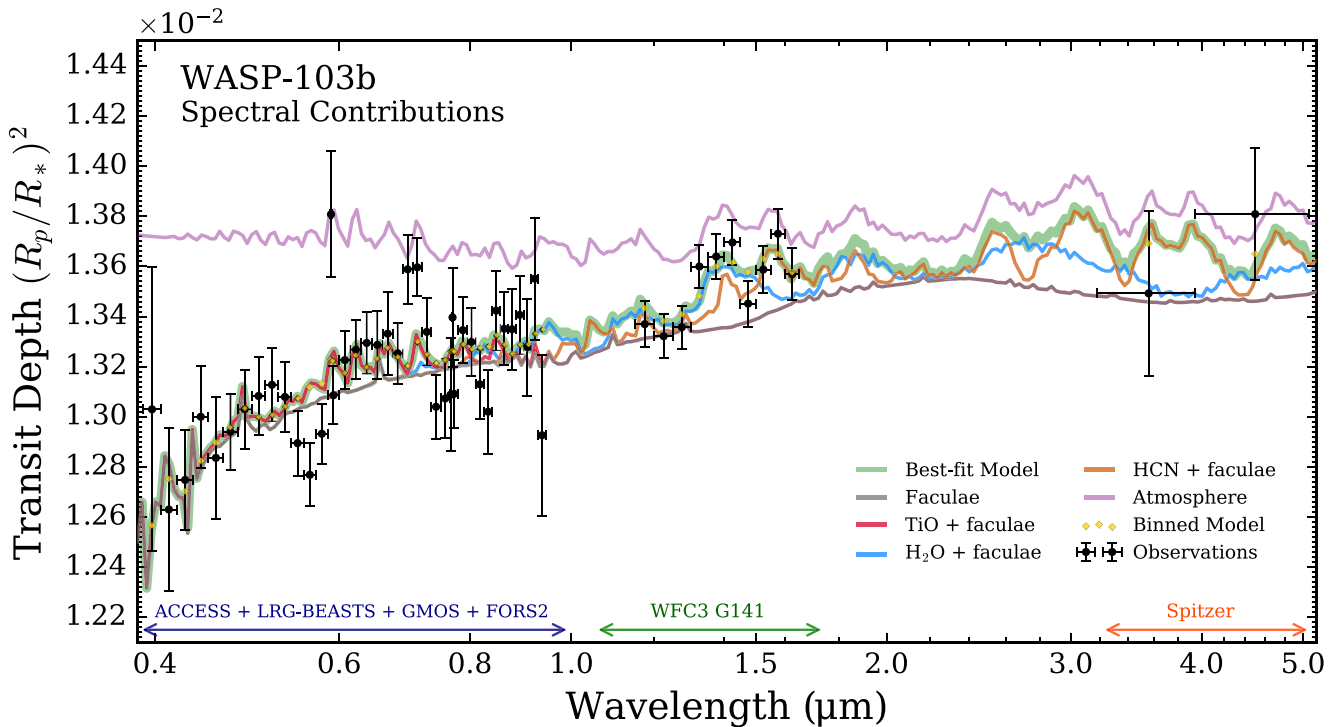 ×10⁻²
WASP-103b
Spectral Contributions
Transit Depth (R_p/R_*)²
1.44
1.42
1.40
1.38
1.36
1.34
1.32
1.30
1.28
1.26
1.24
1.22
Best-fit Model
Faculae
TiO + faculae
H₂O + faculae
HCN + faculae
Atmosphere
Binned Model
Observations
ACCESS + LRG-BEASTS + GMOS + FORS2
WFC3 G141
Spitzer
0.4 0.6 0.8 1.0 1.5 2.0 3.0 4.0 5.0
Wavelength (μm)